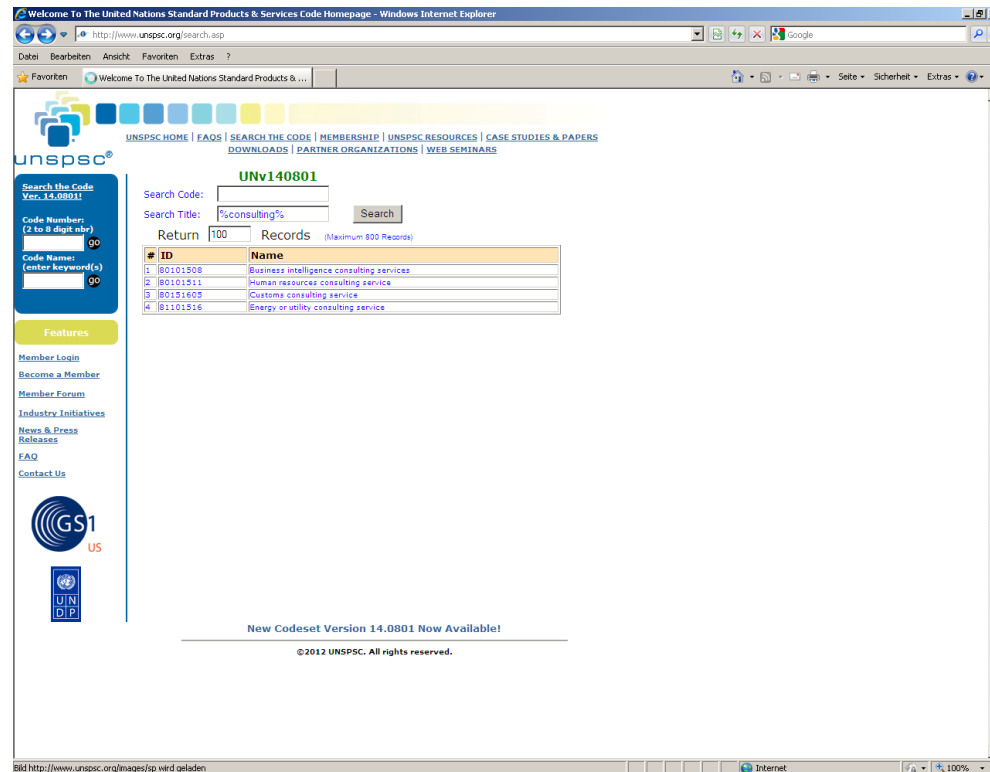 Welcome To The United Nations Standard Products & Services Code Homepage - Windows Internet Explorer
http://www.unspsc.org/search.asp
Google
Datei Bearbeiten Ansicht Favoriten Extras ?
Favoriten Welcome To The United Nations Standard Products & ... Seite Sicherheit Extras
unspsc®
UNSPSC HOME | FAQS | SEARCH THE CODE | MEMBERSHIP | UNSPSC RESOURCES | CASE STUDIES & PAPERS
DOWNLOADS | PARTNER ORGANIZATIONS | WEB SEMINARS
Search the Code
Ver. 14.0801!
Code Number:
(2 to 8 digit nbr)
go
Code Name:
(enter keyword(s)
go
Features
Member Login
Become a Member
Member Forum
Industry Initiatives
News & Press
Releases
FAQ
Contact Us
GS1
US
UN
DP
UNv140801
Search Code:
Search Title: %consulting% Search
Return 100 Records (Maximum 800 Records)
# ID Name
1 80101508 Business intelligence consulting services
2 80101511 Human resources consulting service
3 80151605 Customs consulting service
4 81101516 Energy or utility consulting service
New Codeset Version 14.0801 Now Available!
©2012 UNSPSC. All rights reserved.
Bild http://www.unspsc.org/images/sp wird geladen Internet 100%